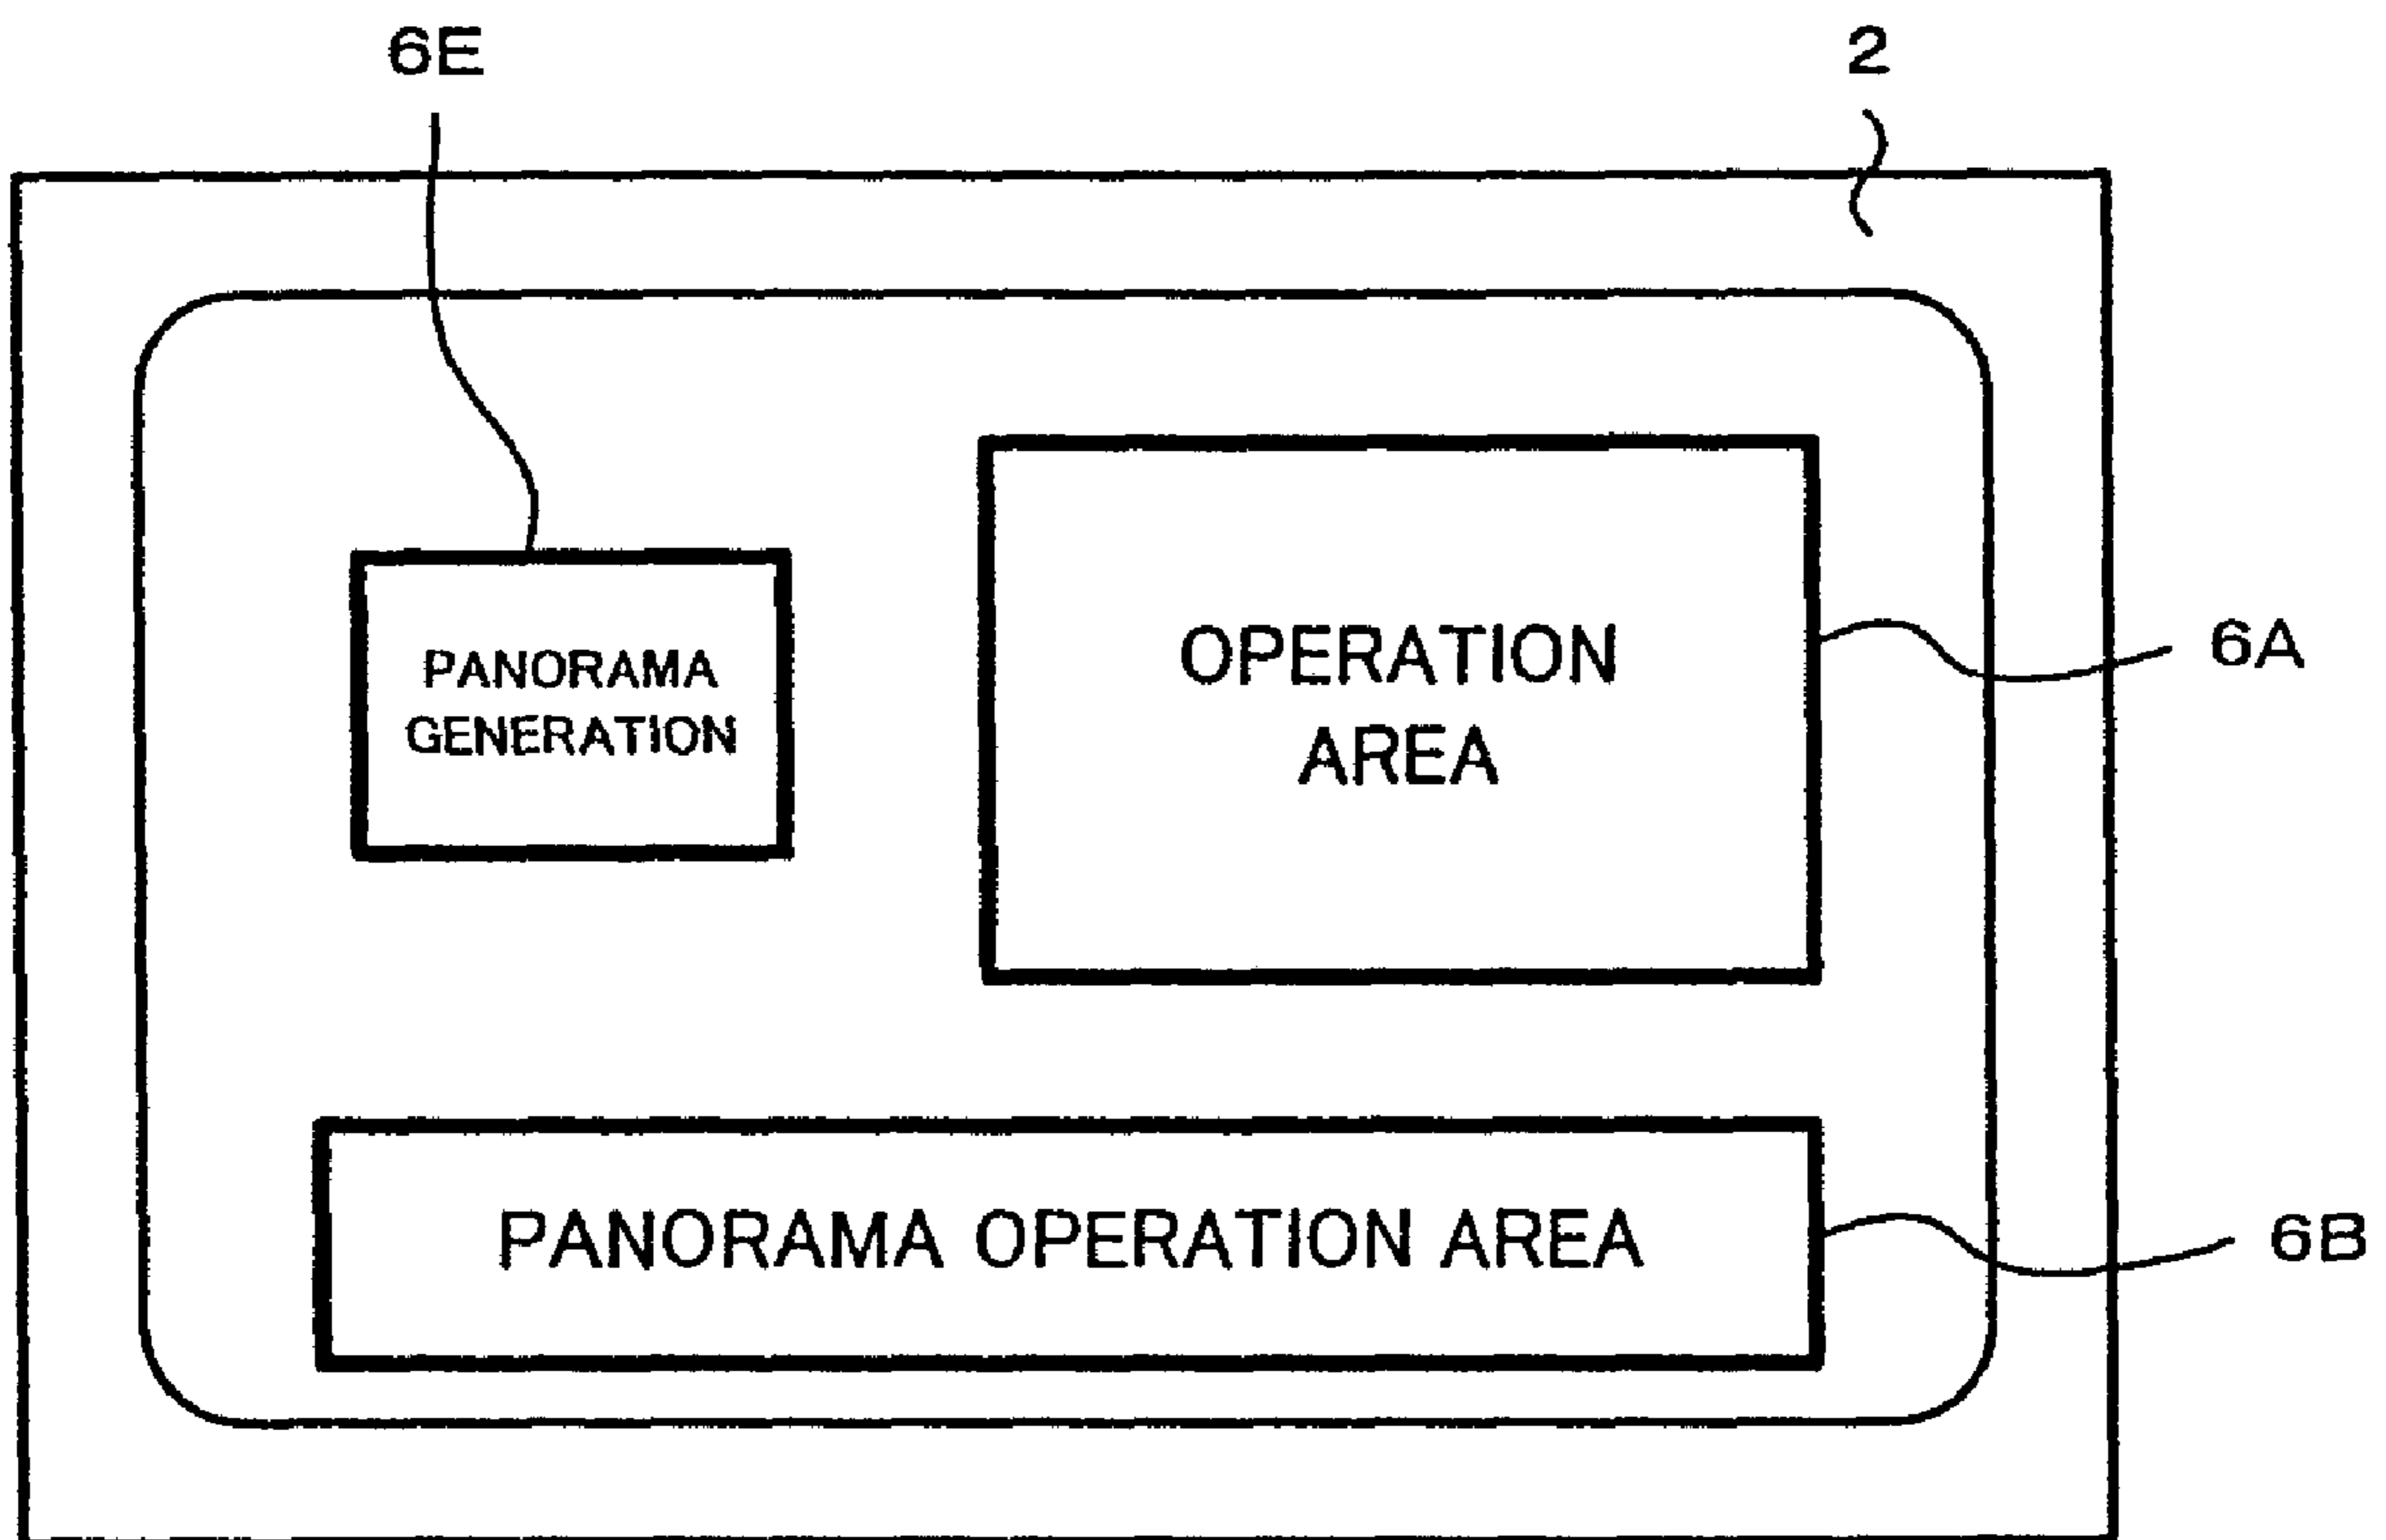 6E
2
PANORAMA
GENERATION
OPERATION
AREA
6A
PANORAMA OPERATION AREA
6B